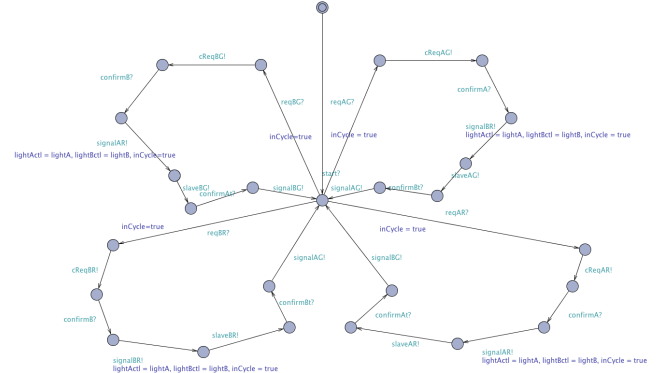 cReqBG!
cReqAG!
confirmB?
confirmA?
reqBG?
reqAG?
signalBR!
lightActl = lightA, lightBctl = lightB, inCycle = true
inCycle=true
inCycle = true
signalAR!
lightActl = lightA, lightBctl = lightB, inCycle=true
start?
slaveAG!
slaveBG!
confirmAt?
signalBG!
signalAG!
confirmBt?
reqAR?
inCycle=true
reqBR?
inCycle = true
signalAG!
signalBG!
cReqBR!
cReqAR!
confirmBt?
confirmB?
confirmAt?
confirmA?
slaveBR!
slaveAR!
signalBR!
lightActl = lightA, lightBctl = lightB, inCycle = true
signalAR!
lightActl = lightA, lightBctl = lightB, inCycle = true